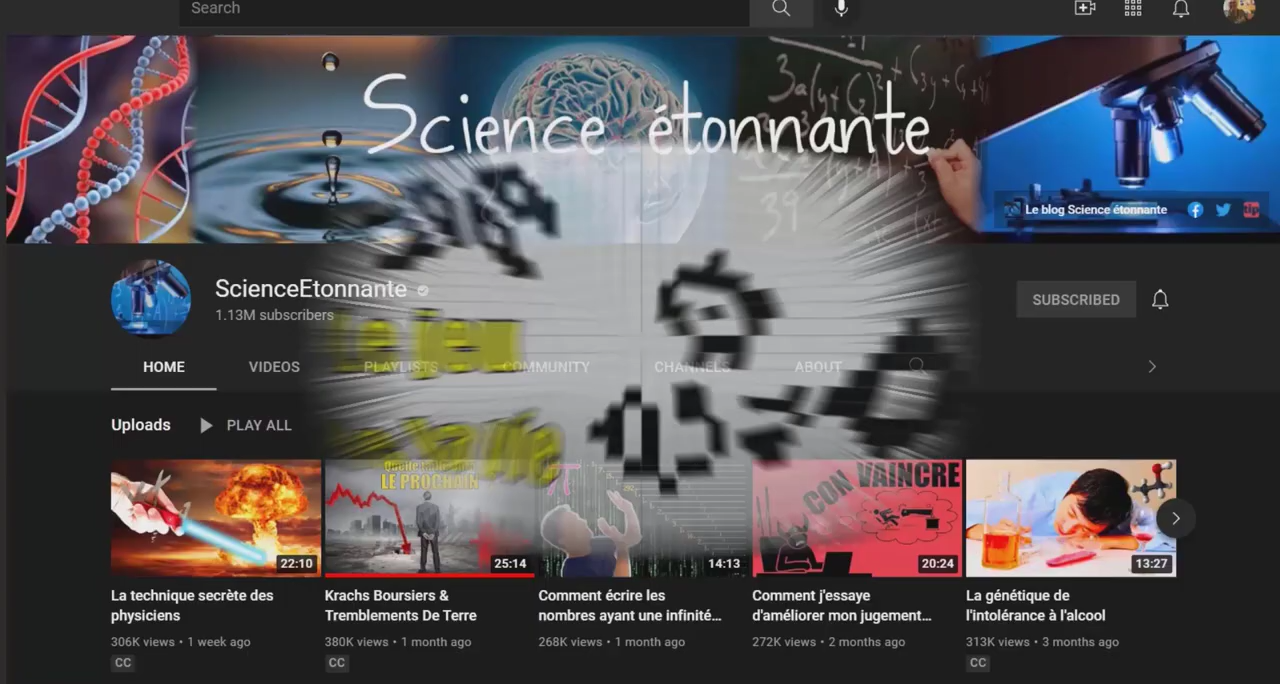 Search
Science étonnante
Le blog Science étonnante
ScienceEtonnante
1.13M subscribers
SUBSCRIBED
HOME VIDEOS PLAYLISTS COMMUNITY CHANNELS ABOUT
Le jeu
la vie
Uploads PLAY ALL
LE PROCHAIN
CON VAINCRE
22:10 25:14 14:13 20:24 13:27
La technique secrète des
physiciens
306K views • 1 week ago
CC
Krachs Boursiers &
Tremblements De Terre
380K views • 1 month ago
CC
Comment écrire les
nombres ayant une infinité...
268K views • 1 month ago
Comment j'essaye
d'améliorer mon jugement...
272K views • 2 months ago
La génétique de
l'intolérance à l'alcool
313K views • 3 months ago
CC